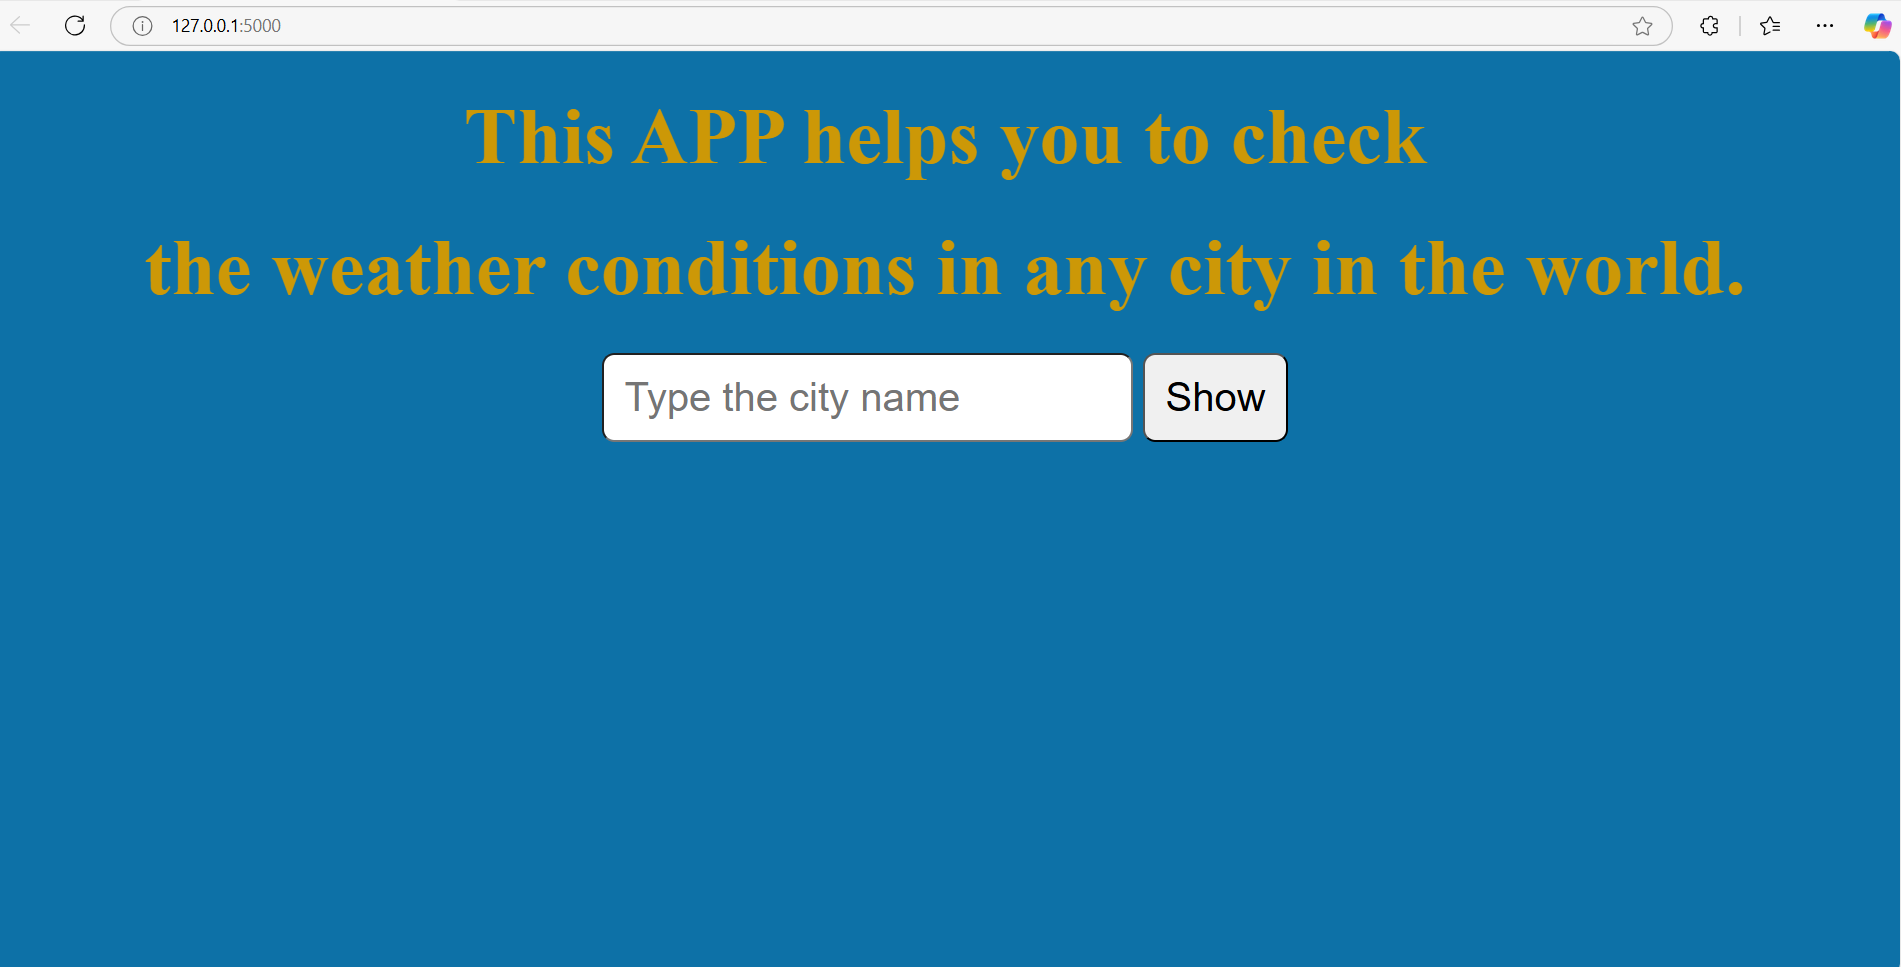 127.0.0.1:5000
This APP helps you to check
the weather conditions in any city in the world.
Type the city name
Show